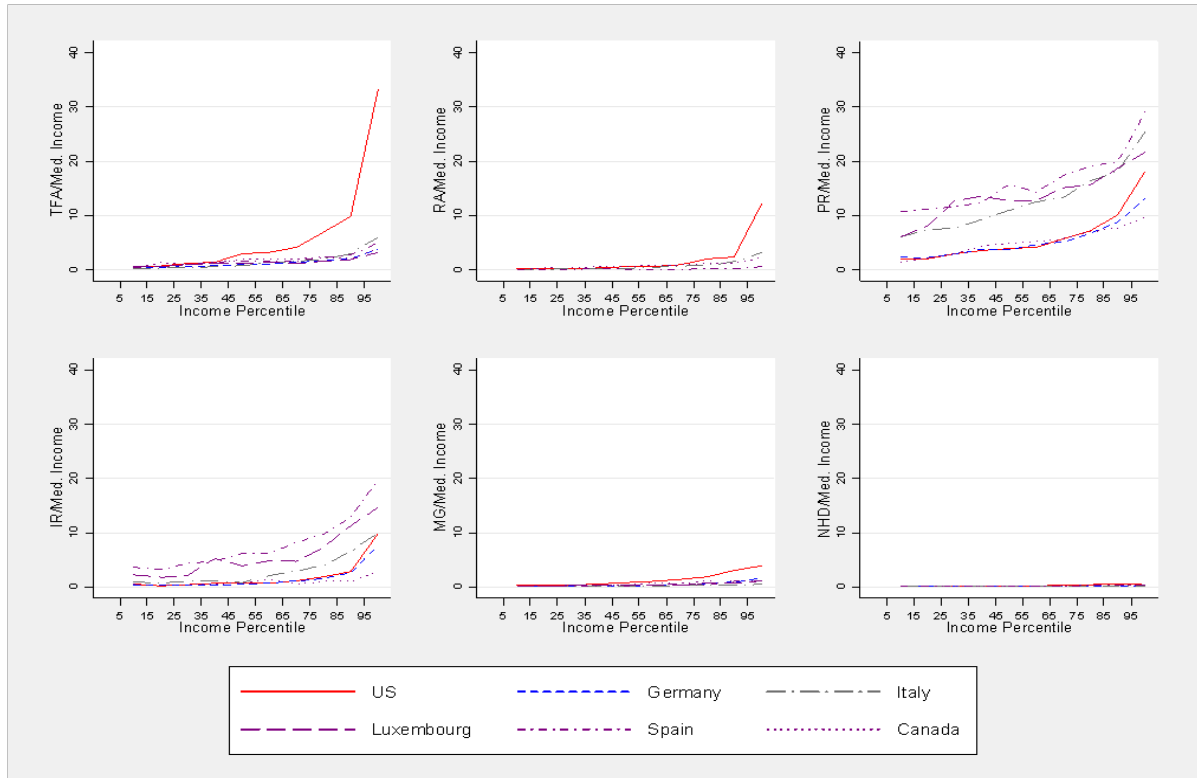 40
30
20
10
0
TFA/Med. Income
5 15 25 35 45 55 65 75 85 95
Income Percentile
40
30
20
10
0
RA/Med. Income
5 15 25 35 45 55 65 75 85 95
Income Percentile
40
30
20
10
0
PR/Med. Income
5 15 25 35 45 55 65 75 85 95
Income Percentile
40
30
20
10
0
IR/Med. Income
5 15 25 35 45 55 65 75 85 95
Income Percentile
40
30
20
10
0
MG/Med. Income
5 15 25 35 45 55 65 75 85 95
Income Percentile
40
30
20
10
0
NHD/Med. Income
5 15 25 35 45 55 65 75 85 95
Income Percentile
US Germany Italy
Luxembourg Spain Canada